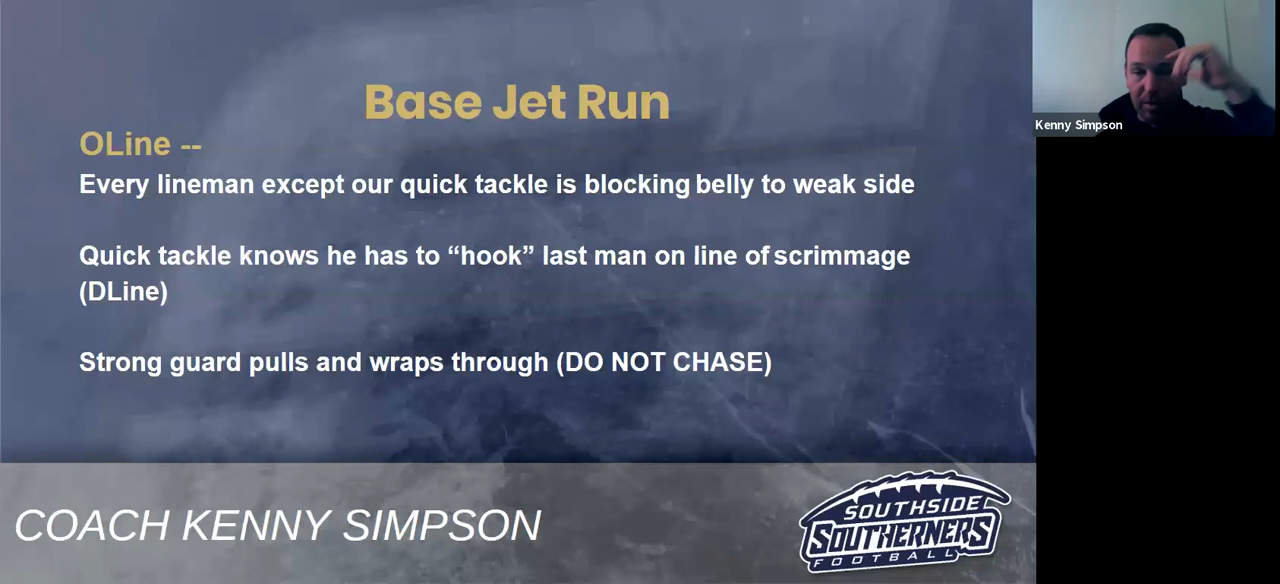 Base Jet Run
OLine --
Every lineman except our quick tackle is blocking belly to weak side
Quick tackle knows he has to “hook” last man on line of scrimmage
(DLine)
Strong guard pulls and wraps through (DO NOT CHASE)
COACH KENNY SIMPSON
SOUTHSIDE
SOUTHERNERS
FOOTBALL
Kenny Simpson